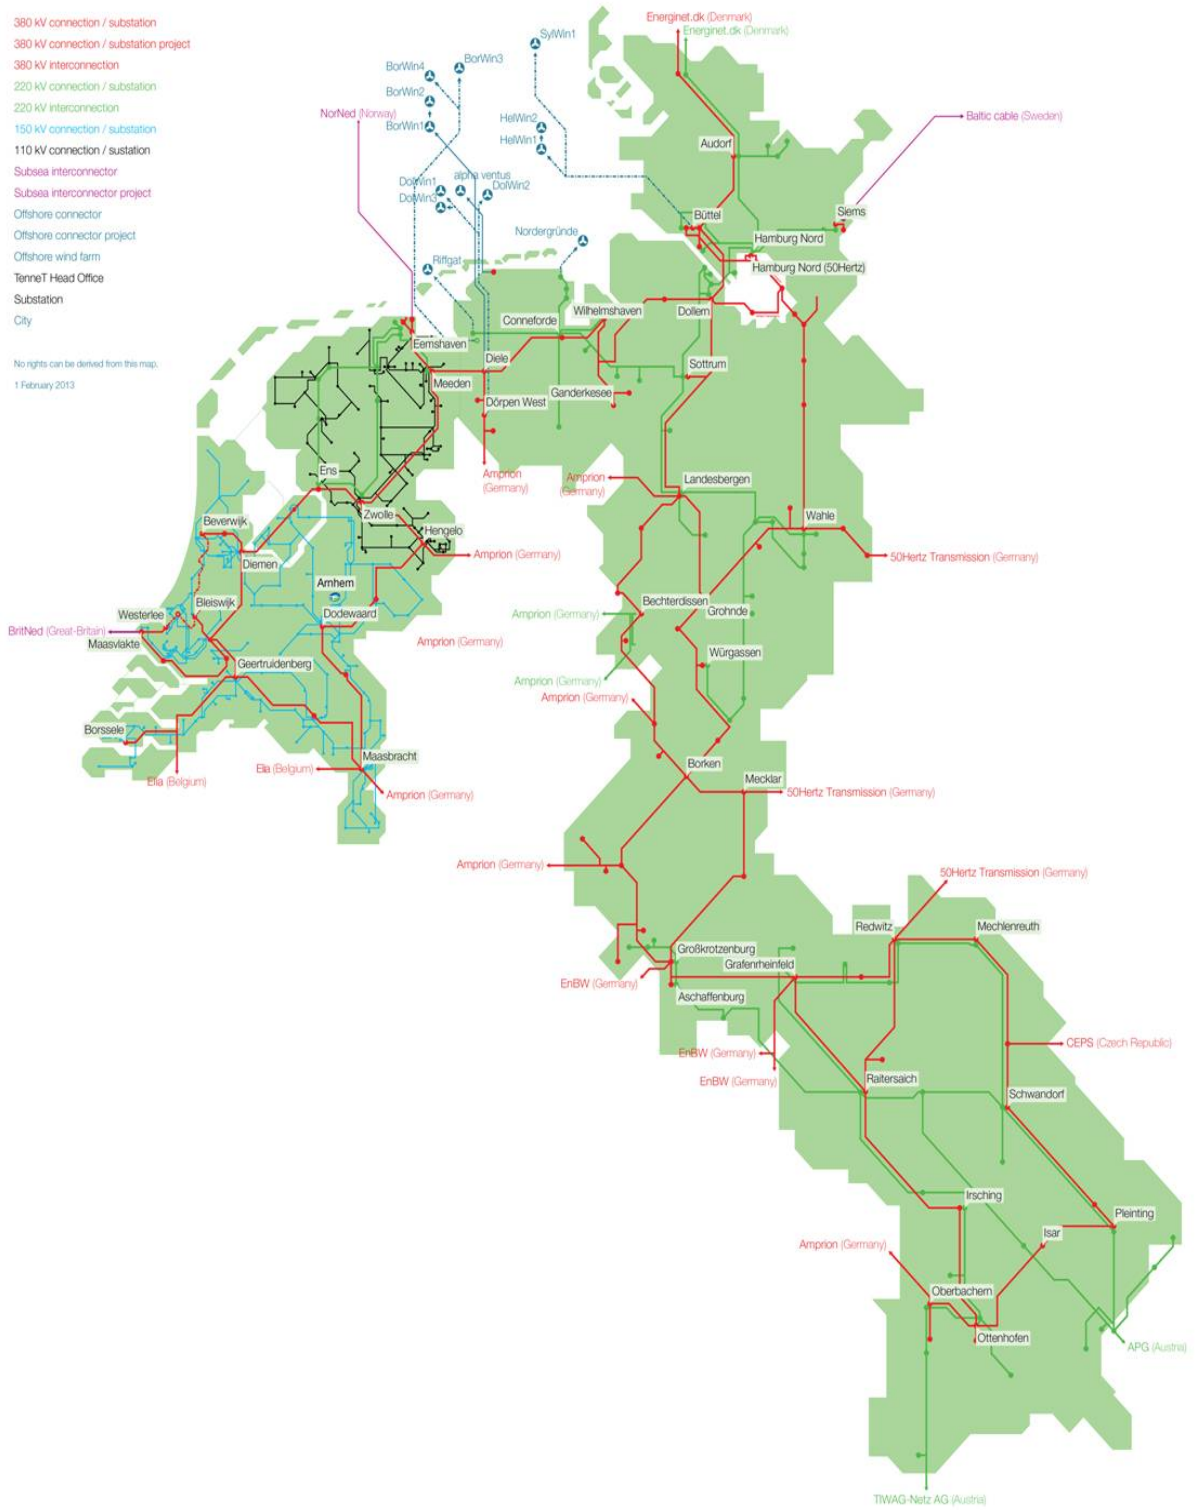 380 kV connection / substation
380 kV connection / substation project
380 kV interconnection
220 kV connection / substation
220 kV interconnection
150 kV connection / substation
110 kV connection / sustation
Subsea interconnector
Subsea interconnector project
Offshore connector
Offshore connector project
Offshore wind farm
TenneT Head Office
Substation
City
No rights can be derived from this map.
1 February 2013
Energinet.dk (Denmark)
Energinet.dk (Denmark)
SylWin1
BorWin3
BorWin4
BorWin2
BorWin1
NorNed (Norway)
HelWin2
HelWin1
Baltic cable (Sweden)
Audorf
alpha ventus
DolWin1
DolWin2
DolWin3
Büttel
Siems
Nordergründe
Hamburg Nord
Hamburg Nord (50Hertz)
Riffgat
Wilhelmshaven
Dollern
Conneforde
Eemshaven
Diele
Sottrum
Meeden
Ganderkesee
Dörpen West
Ens
Amprion
(Germany)
Amprion
(Germany)
Landesbergen
Zwolle
Wahle
Beverwijk
Hengelo
Diemen
Amprion (Germany)
50Hertz Transmission (Germany)
Arnhem
Bleiswijk
Bechterdissen
Grohnde
Westerlee
Dodewaard
Amprion (Germany)
BritNed (Great-Britain)
Maasvlakte
Amprion (Germany)
Würgassen
Geertruidenberg
Amprion (Germany)
Amprion (Germany)
Borssele
Maasbracht
Borken
Elia (Belgium)
Elia (Belgium)
Mecklar
Amprion (Germany)
50Hertz Transmission (Germany)
Amprion (Germany)
50Hertz Transmission (Germany)
Redwitz
Mechlenreuth
Großkrotzenburg
Grafenrheinfeld
EnBW (Germany)
Aschaffenburg
CEPS (Czech Republic)
EnBW (Germany)
EnBW (Germany)
Raitersaich
Schwandorf
Irsching
Pleinting
Isar
Amprion (Germany)
Oberbachern
Ottenhofen
APG (Austria)
TIWAG-Netz AG (Austria)